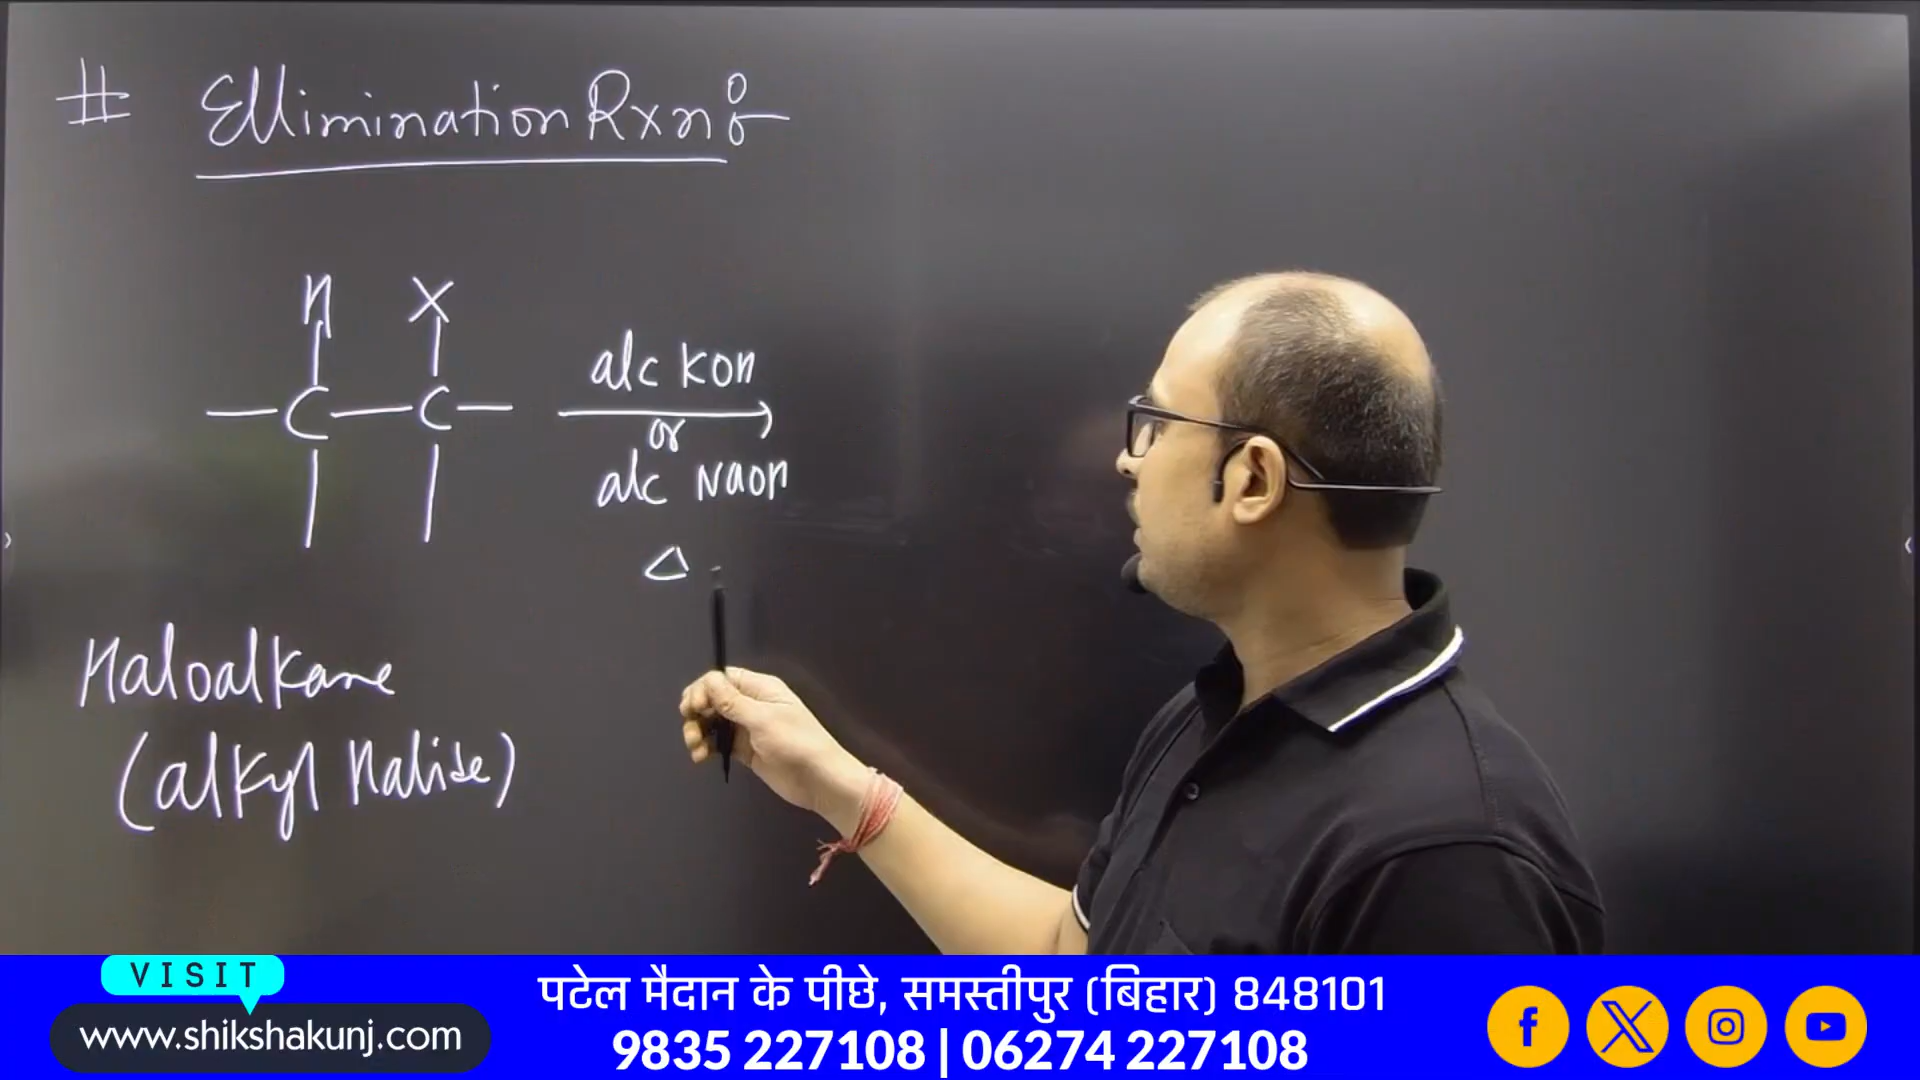 # Ellimination Rxn:-
H X
alc KOH
— C — C — →
or
alc NaOH
Δ
Haloalkane
(alkyl Halide)
VISIT
www.shikshakunj.com
पटेल मैदान के पीछे, समस्तीपुर (बिहार) 848101
9835 227108 | 06274 227108